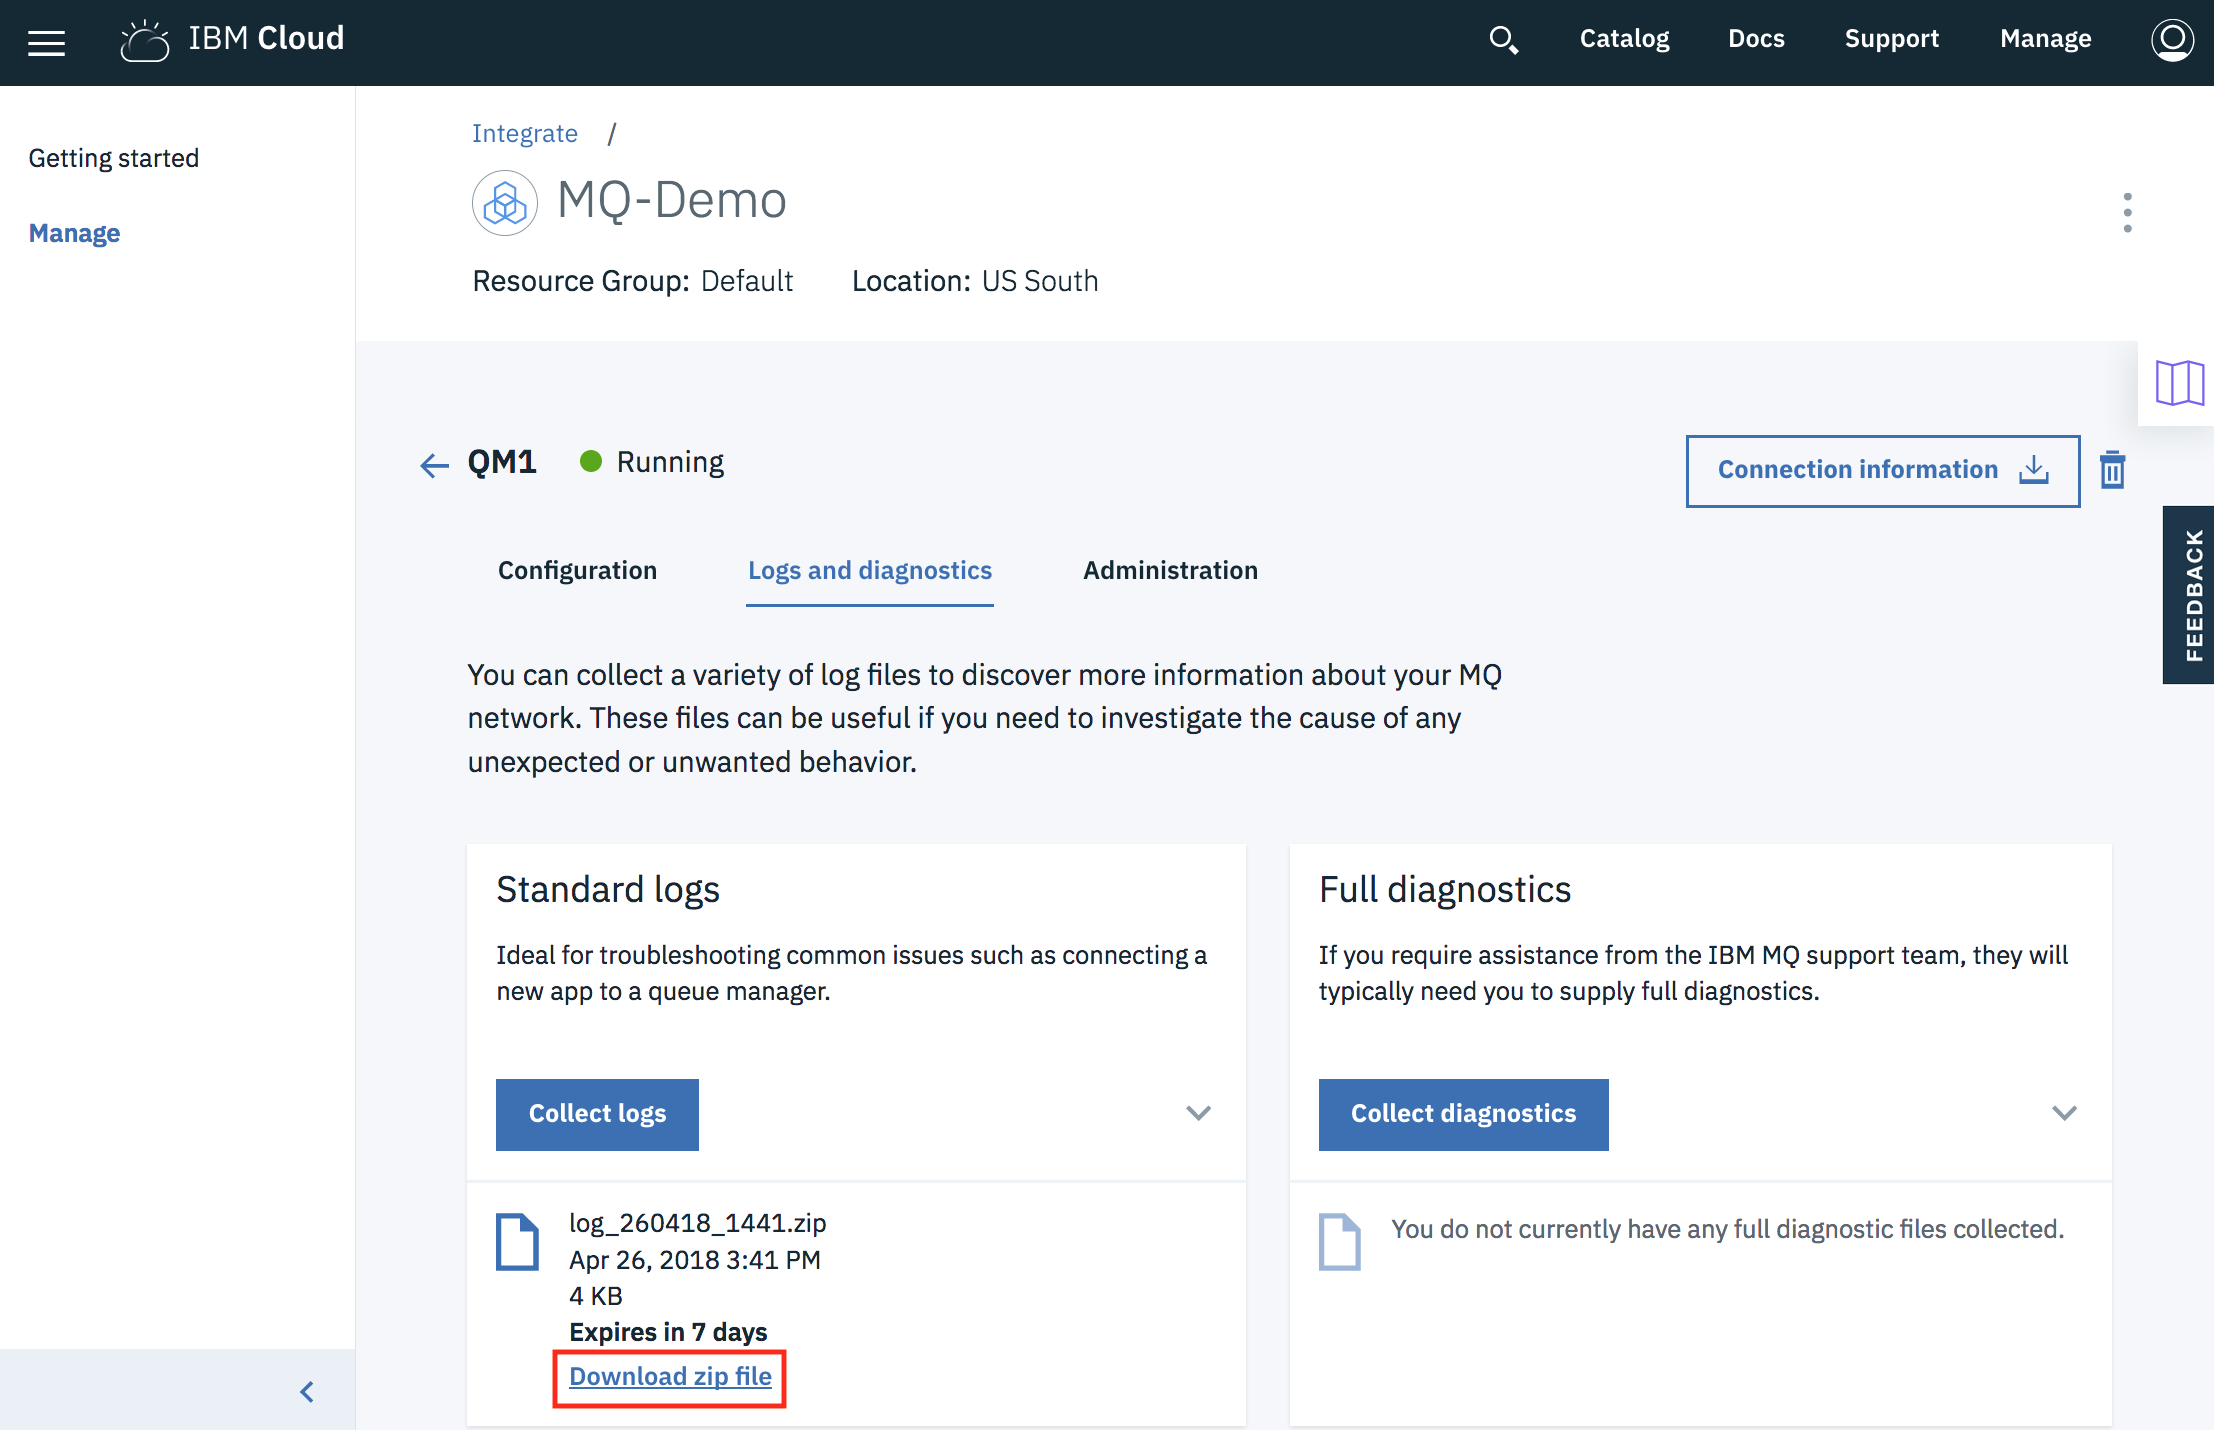 IBM Cloud
Catalog
Docs
Support
Manage
Getting started
Manage
Integrate /
MQ-Demo
Resource Group: Default
Location: US South
QM1
Running
Connection information
FEEDBACK
Configuration
Logs and diagnostics
Administration
You can collect a variety of log files to discover more information about your MQ
network. These files can be useful if you need to investigate the cause of any
unexpected or unwanted behavior.
Standard logs
Ideal for troubleshooting common issues such as connecting a
new app to a queue manager.
Collect logs
log_260418_1441.zip
Apr 26, 2018 3:41 PM
4 KB
Expires in 7 days
Download zip file
Full diagnostics
If you require assistance from the IBM MQ support team, they will
typically need you to supply full diagnostics.
Collect diagnostics
You do not currently have any full diagnostic files collected.